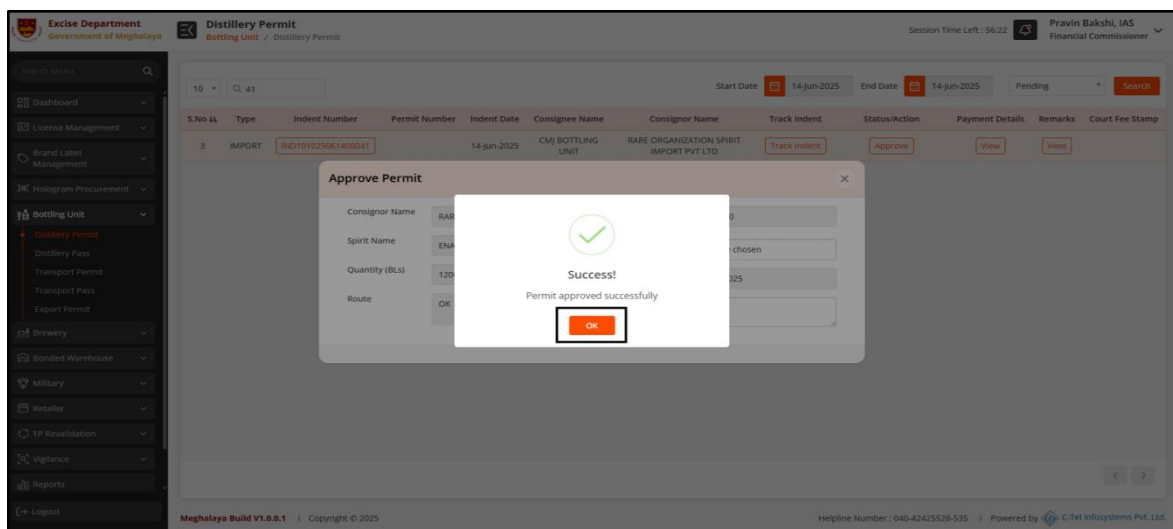 Excise Department
Government of Meghalaya
Distillery Permit
Bottling Unit / Distillery Permit
Session Time Left : 56:22
Pravin Bakshi, IAS
Financial Commissioner
Search Menu
Dashboard
License Management
Brand Label
Management
Hologram Procurement
Bottling Unit
Distillery Permit
Distillery Pass
Transport Permit
Transport Pass
Export Permit
Brewery
Bonded Warehouse
Military
Retailer
TP Revalidation
Vigilance
Reports
Logout
10
41
Start Date 14-Jun-2025 End Date 14-Jun-2025 Pending Search
S.No Type Indent Number Permit Number Indent Date Consignee Name Consignor Name Track Indent Status/Action Payment Details Remarks Court Fee Stamp
3 IMPORT IND101025061400041 14-Jun-2025 CMJ BOTTLING UNIT RARE ORGANIZATION SPIRIT IMPORT PVT LTD Track Indent Approve View View
Approve Permit
Consignor Name RAR
Spirit Name ENA
chosen
Quantity (BLs) 120
025
Route OK
Success!
Permit approved successfully
OK
Meghalaya Build V1.0.0.1 | Copyright © 2025
Helpline Number : 040-42425528-535 | Powered by C-Tel Infosystems Pvt. Ltd.